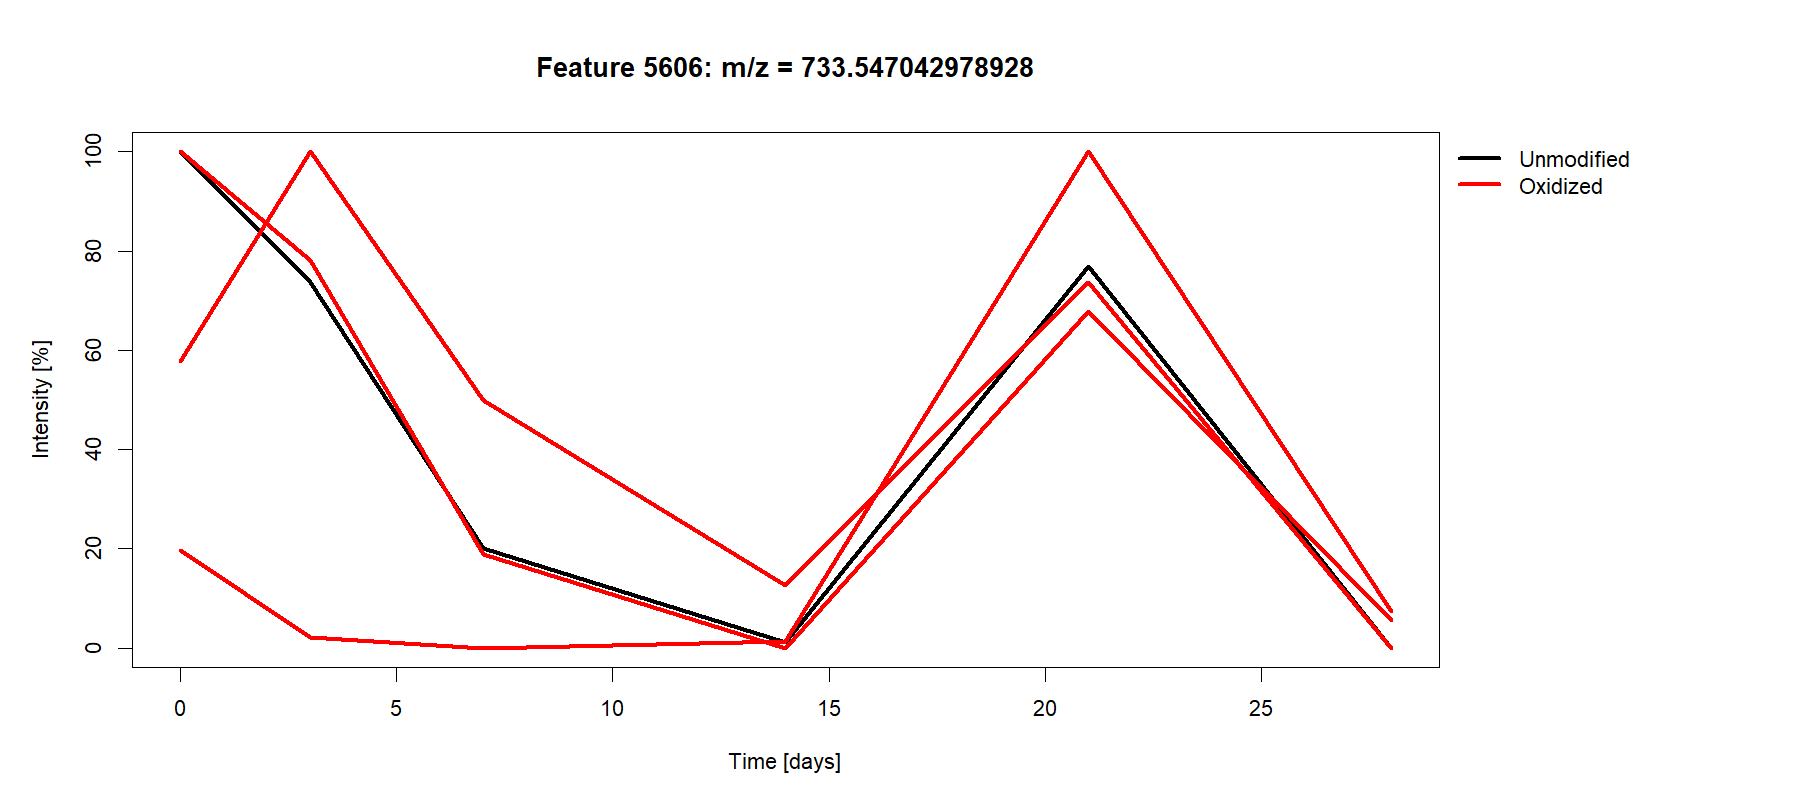 Feature 5606: m/z = 733.547042978928
Unmodified
Oxidized
Intensity [%]
100
80
60
40
20
0
0 5 10 15 20 25
Time [days]